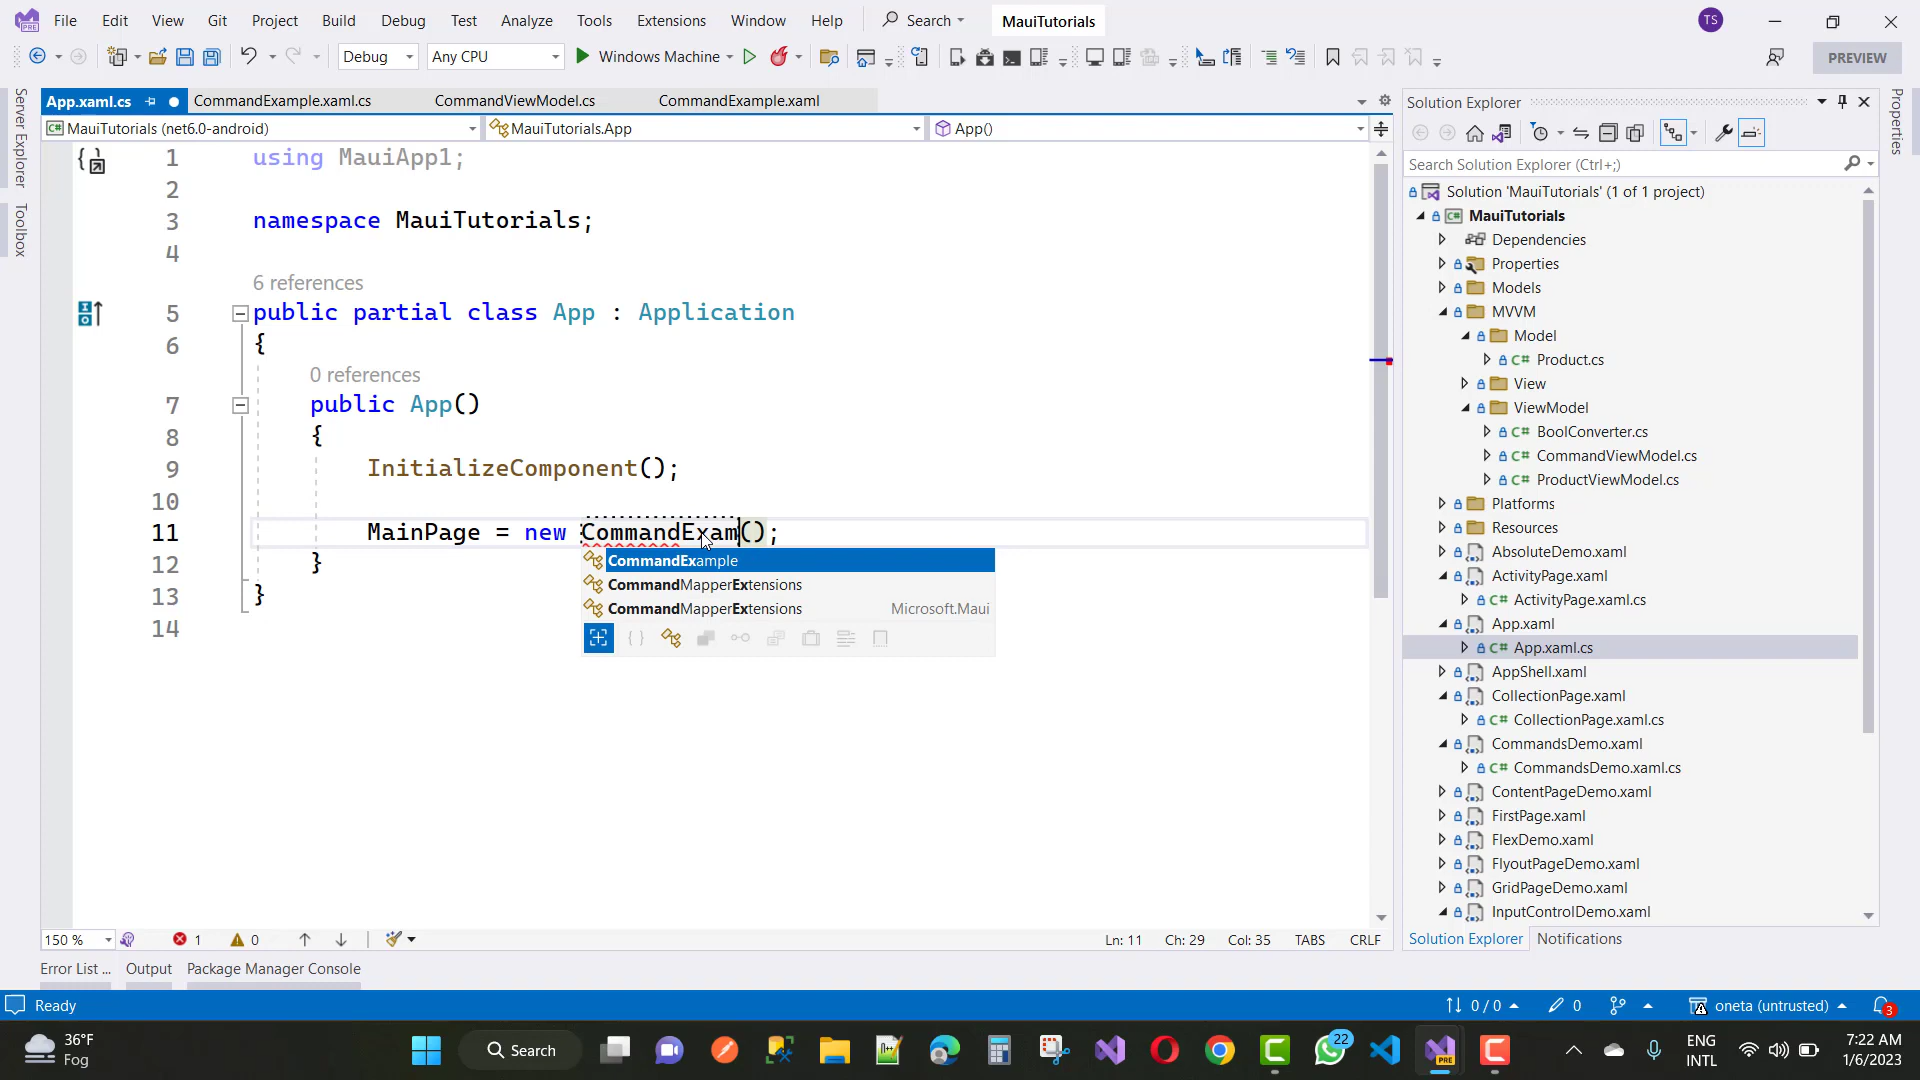 File Edit View Git Project Build Debug Test Analyze Tools Extensions Window Help Search MauiTutorials TS
Debug Any CPU Windows Machine PREVIEW
App.xaml.cs CommandExample.xaml.cs CommandViewModel.cs CommandExample.xaml
MauiTutorials (net6.0-android) MauiTutorials.App App()
Server Explorer
Toolbox
1 using MauiApp1;
2
3 namespace MauiTutorials;
4
6 references
5 public partial class App : Application
6 {
0 references
7 public App()
8 {
9 InitializeComponent();
10
11 MainPage = new CommandExam();
12 }
13 }
14
CommandExample
CommandMapperExtensions
CommandMapperExtensions Microsoft.Maui
150 % 1 0 Ln: 11 Ch: 29 Col: 35 TABS CRLF
Error List ... Output Package Manager Console
Solution Explorer
Search Solution Explorer (Ctrl+;)
Solution 'MauiTutorials' (1 of 1 project)
MauiTutorials
Dependencies
Properties
Models
MVVM
Model
Product.cs
View
ViewModel
BoolConverter.cs
CommandViewModel.cs
ProductViewModel.cs
Platforms
Resources
AbsoluteDemo.xaml
ActivityPage.xaml
ActivityPage.xaml.cs
App.xaml
App.xaml.cs
AppShell.xaml
CollectionPage.xaml
CollectionPage.xaml.cs
CommandsDemo.xaml
CommandsDemo.xaml.cs
ContentPageDemo.xaml
FirstPage.xaml
FlexDemo.xaml
FlyoutPageDemo.xaml
GridPageDemo.xaml
InputControlDemo.xaml
Solution Explorer Notifications
Properties
Ready 0 / 0 0 oneta (untrusted) 3
36°F
Fog
Search
22
ENG
INTL
7:22 AM
1/6/2023